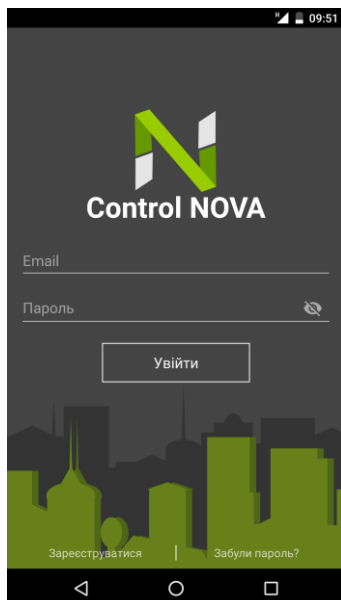 H 09:51
Control NOVA
Email
Пароль
Увійти
Зареєструватися | Забули пароль?